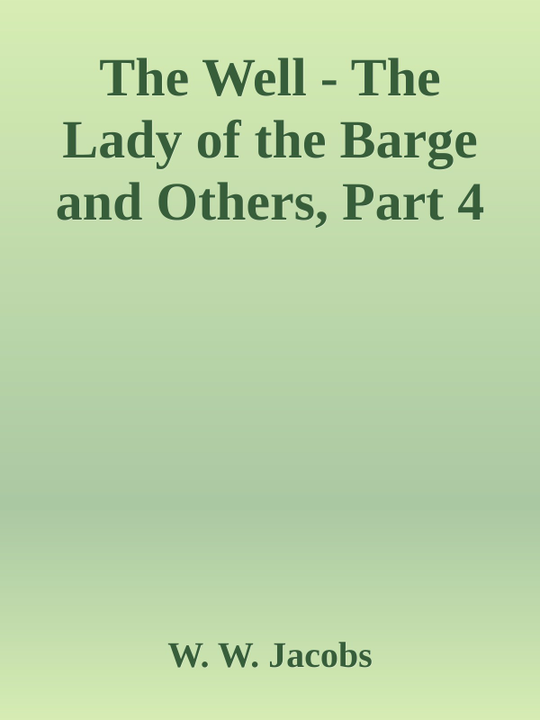 The Well - The
Lady of the Barge
and Others, Part 4
W. W. Jacobs